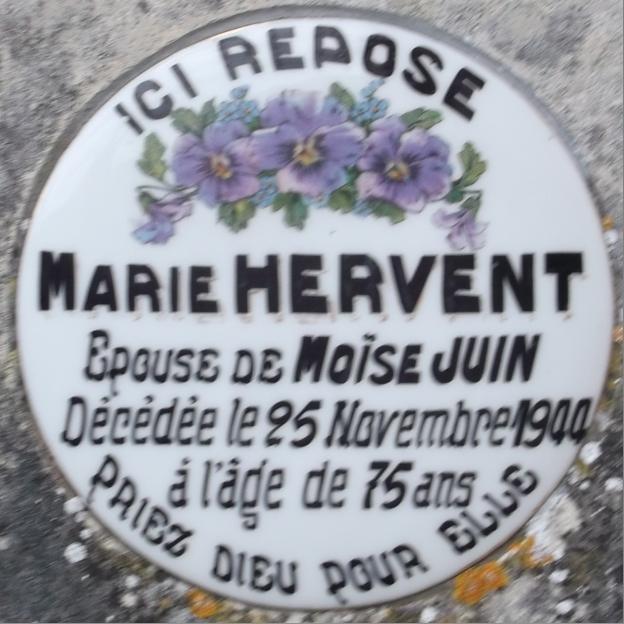 ICI REPOSE
MARIE HERVENT
Epouse de MOÏSE JUIN
Décédée le 25 Novembre 1944
á l'âge de 75 ans
PRIEZ DIEU POUR ELLE